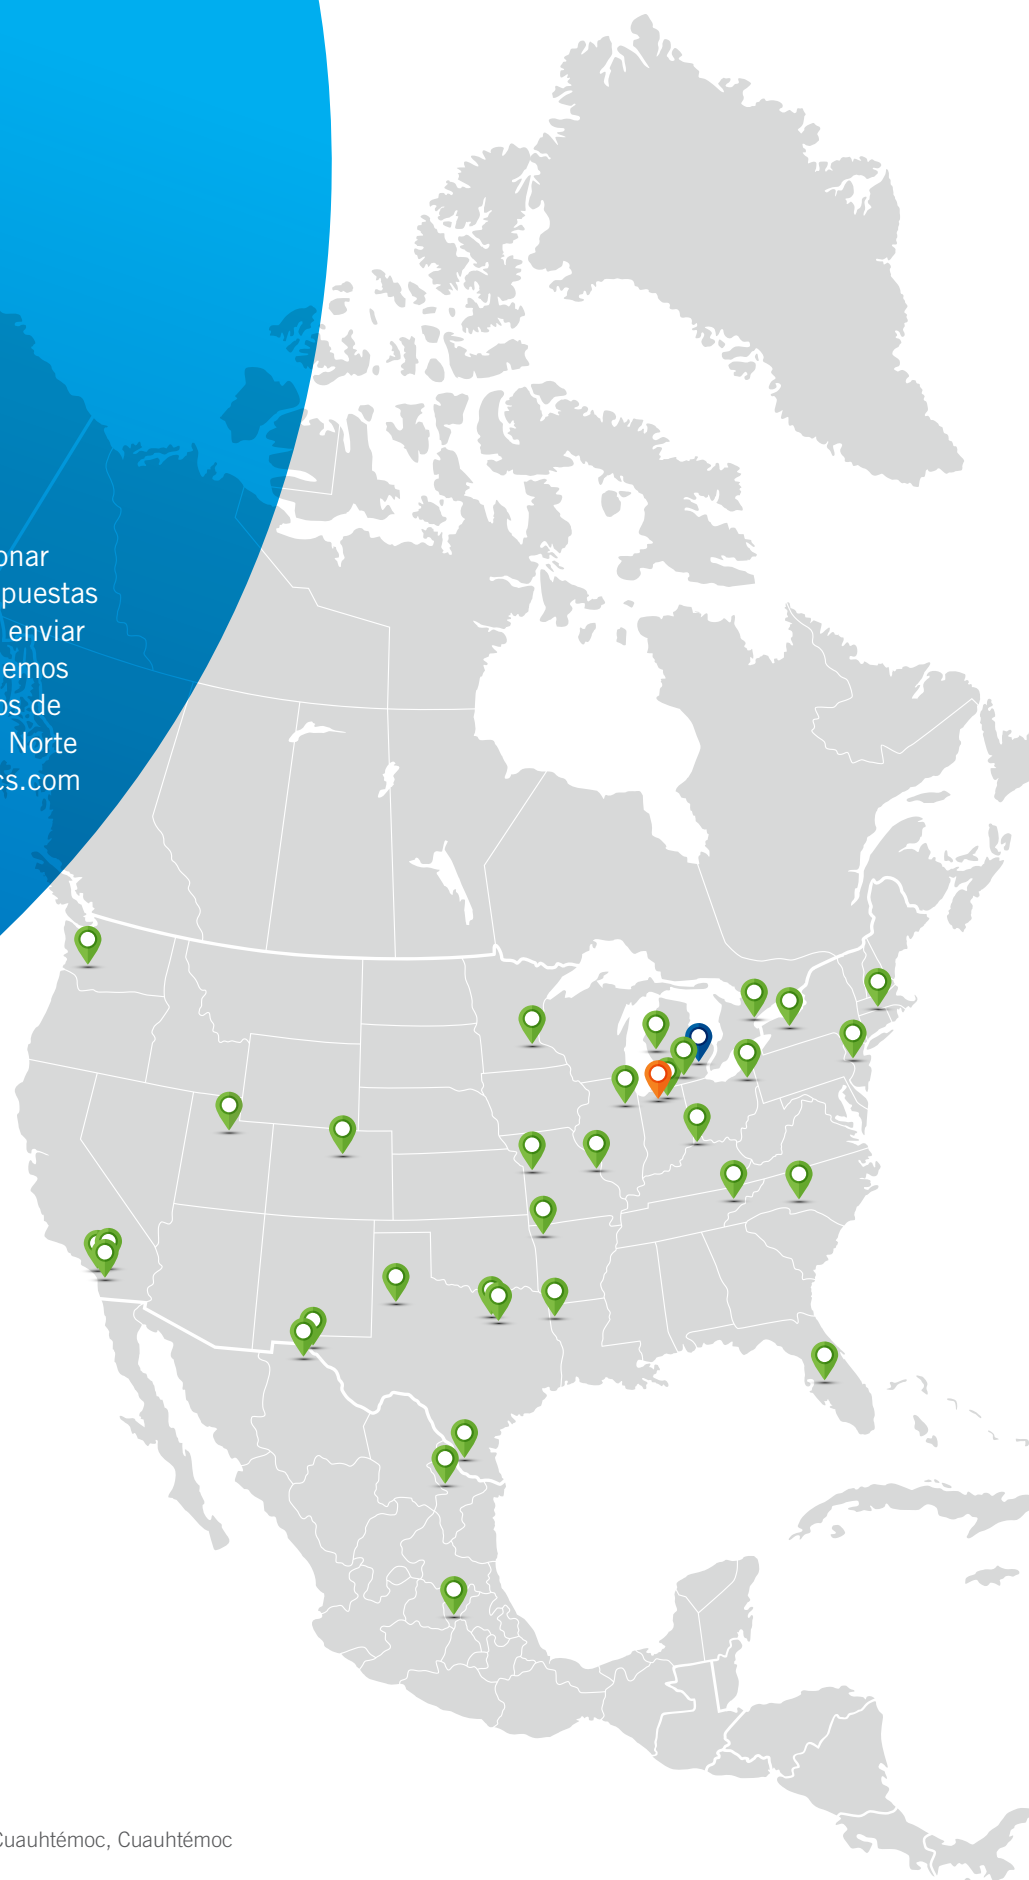 onar
puestas
enviar
emos
os de
Norte
cs.com
Cuauhtémoc, Cuauhtémoc